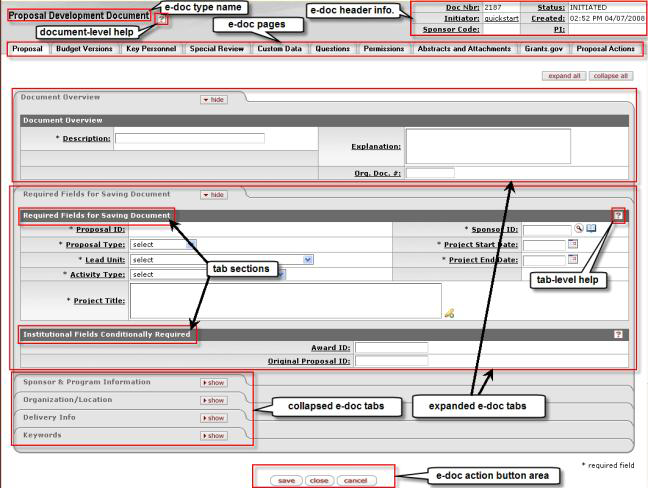 e-doc type name
e-doc header info.
Doc Nbr: 2187 Status: INITIATED
Proposal Development Document ?
e-doc pages
Initiator: quickstart Created: 02:52 PM 04/07/2008
document-level help
Sponsor Code: PI:
Proposal Budget Versions Key Personnel Special Review Custom Data Questions Permissions Abstracts and Attachments Grants.gov Proposal Actions
expand all collapse all
Document Overview hide
Document Overview
* Description:
Explanation:
Org. Doc. #:
Required Fields for Saving Document hide
Required Fields for Saving Document ?
* Proposal ID: * Sponsor ID:
* Proposal Type: select * Project Start Date:
* Lead Unit: select * Project End Date:
tab sections
* Activity Type: select
tab-level help
* Project Title:
Institutional Fields Conditionally Required ?
Award ID:
Original Proposal ID:
Sponsor & Program Information show
Organization/Location show
collapsed e-doc tabs expanded e-doc tabs
Delivery Info show
Keywords show
* required field
save close cancel
e-doc action button area